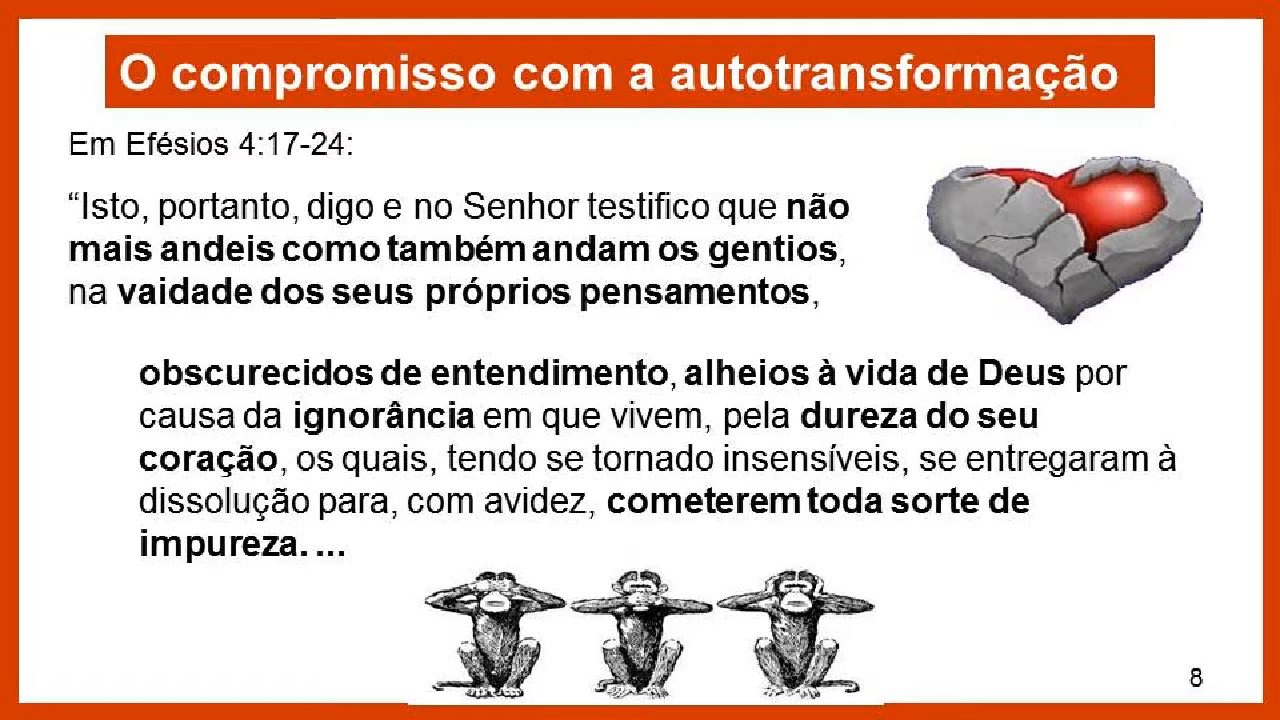 O compromisso com a autotransformação
Em Efésios 4:17-24:
“Isto, portanto, digo e no Senhor testifico que não
mais andeis como também andam os gentios,
na vaidade dos seus próprios pensamentos,
obscurecidos de entendimento, alheios à vida de Deus por
causa da ignorância em que vivem, pela dureza do seu
coração, os quais, tendo se tornado insensíveis, se entregaram à
dissolução para, com avidez, cometerem toda sorte de
impureza. ...
8